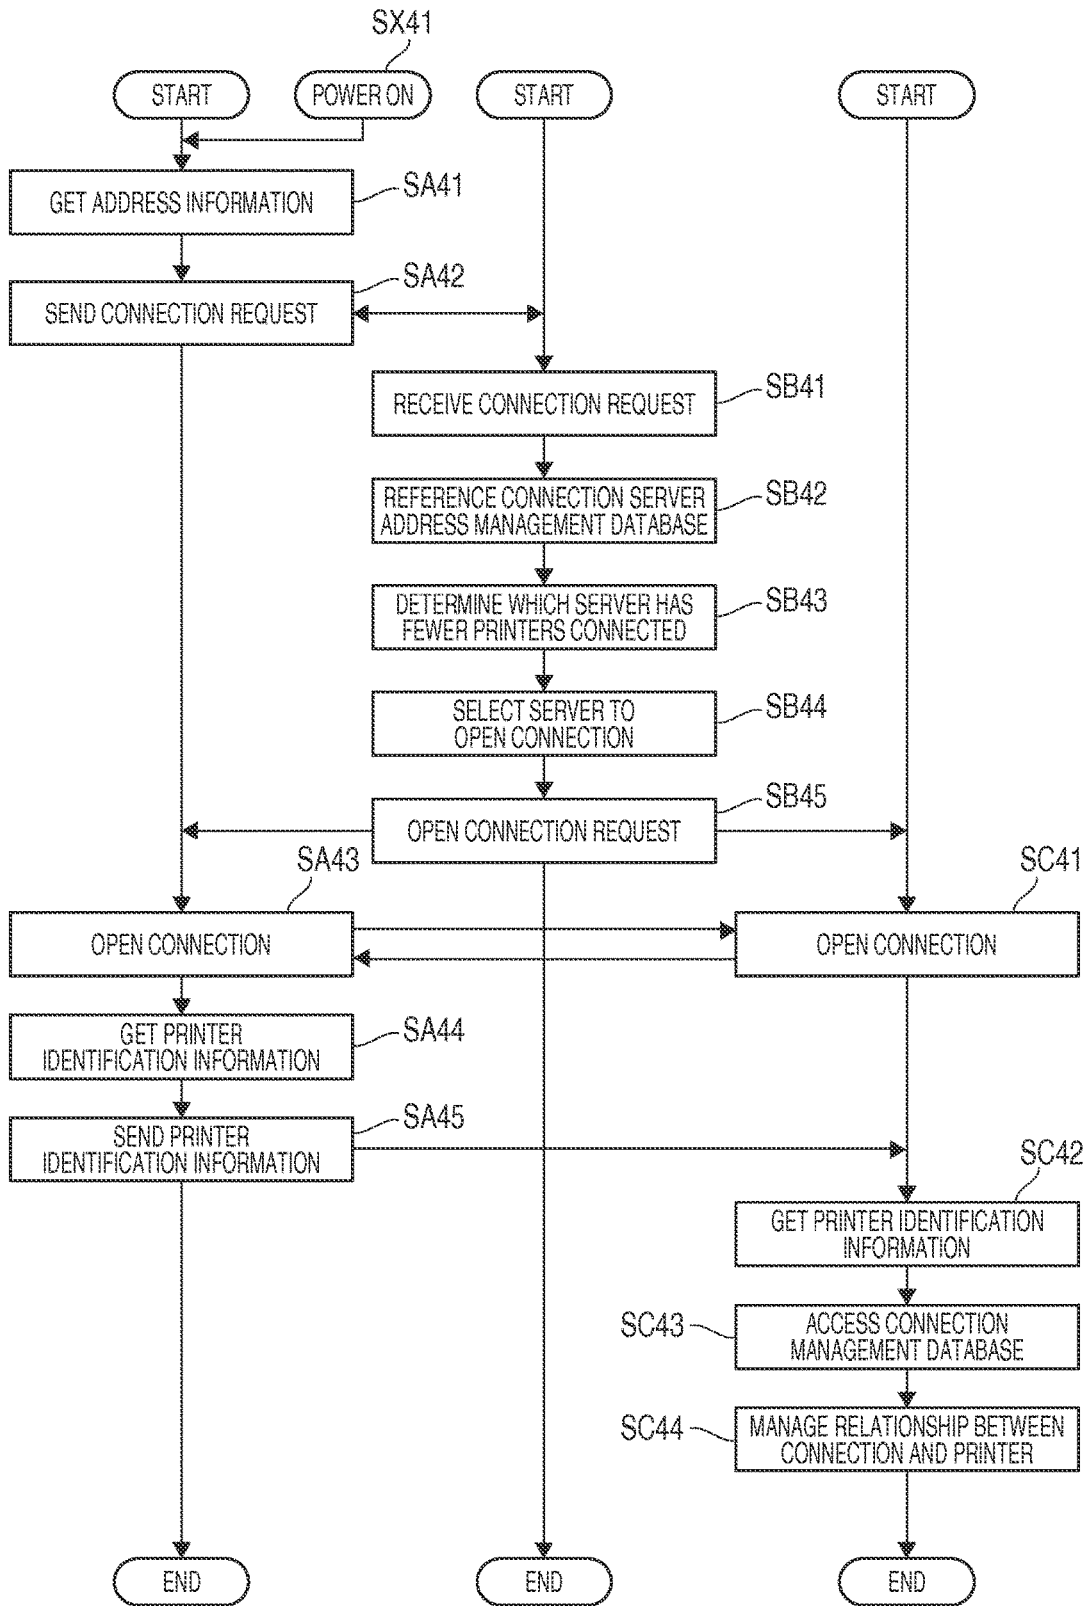 SX41
START
POWER ON
START
START
GET ADDRESS INFORMATION
SA41
SEND CONNECTION REQUEST
SA42
RECEIVE CONNECTION REQUEST
SB41
REFERENCE CONNECTION SERVER
ADDRESS MANAGEMENT DATABASE
SB42
DETERMINE WHICH SERVER HAS
FEWER PRINTERS CONNECTED
SB43
SELECT SERVER TO
OPEN CONNECTION
SB44
OPEN CONNECTION REQUEST
SB45
SA43
OPEN CONNECTION
SC41
OPEN CONNECTION
GET PRINTER
IDENTIFICATION INFORMATION
SA44
SEND PRINTER
IDENTIFICATION INFORMATION
SA45
SC42
GET PRINTER IDENTIFICATION
INFORMATION
SC43
ACCESS CONNECTION
MANAGEMENT DATABASE
SC44
MANAGE RELATIONSHIP BETWEEN
CONNECTION AND PRINTER
END
END
END